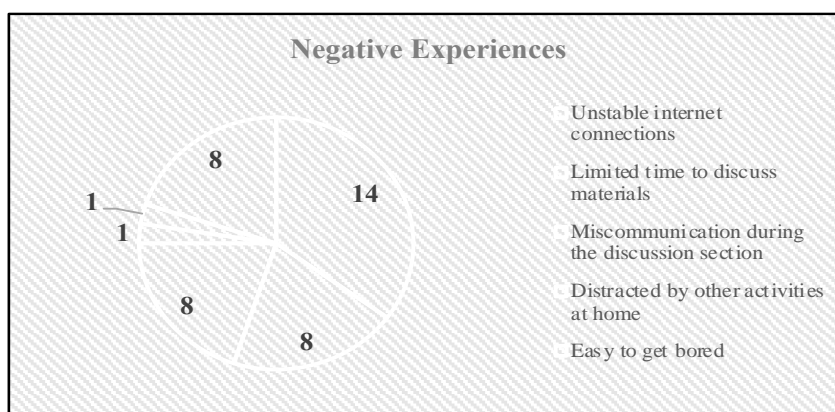 Negative Experiences
8
14
1
1
8
8
Unstable internet
connections
Limited time to discuss
materials
Miscommunication during
the discussion section
Distracted by other activities
at home
Easy to get bored